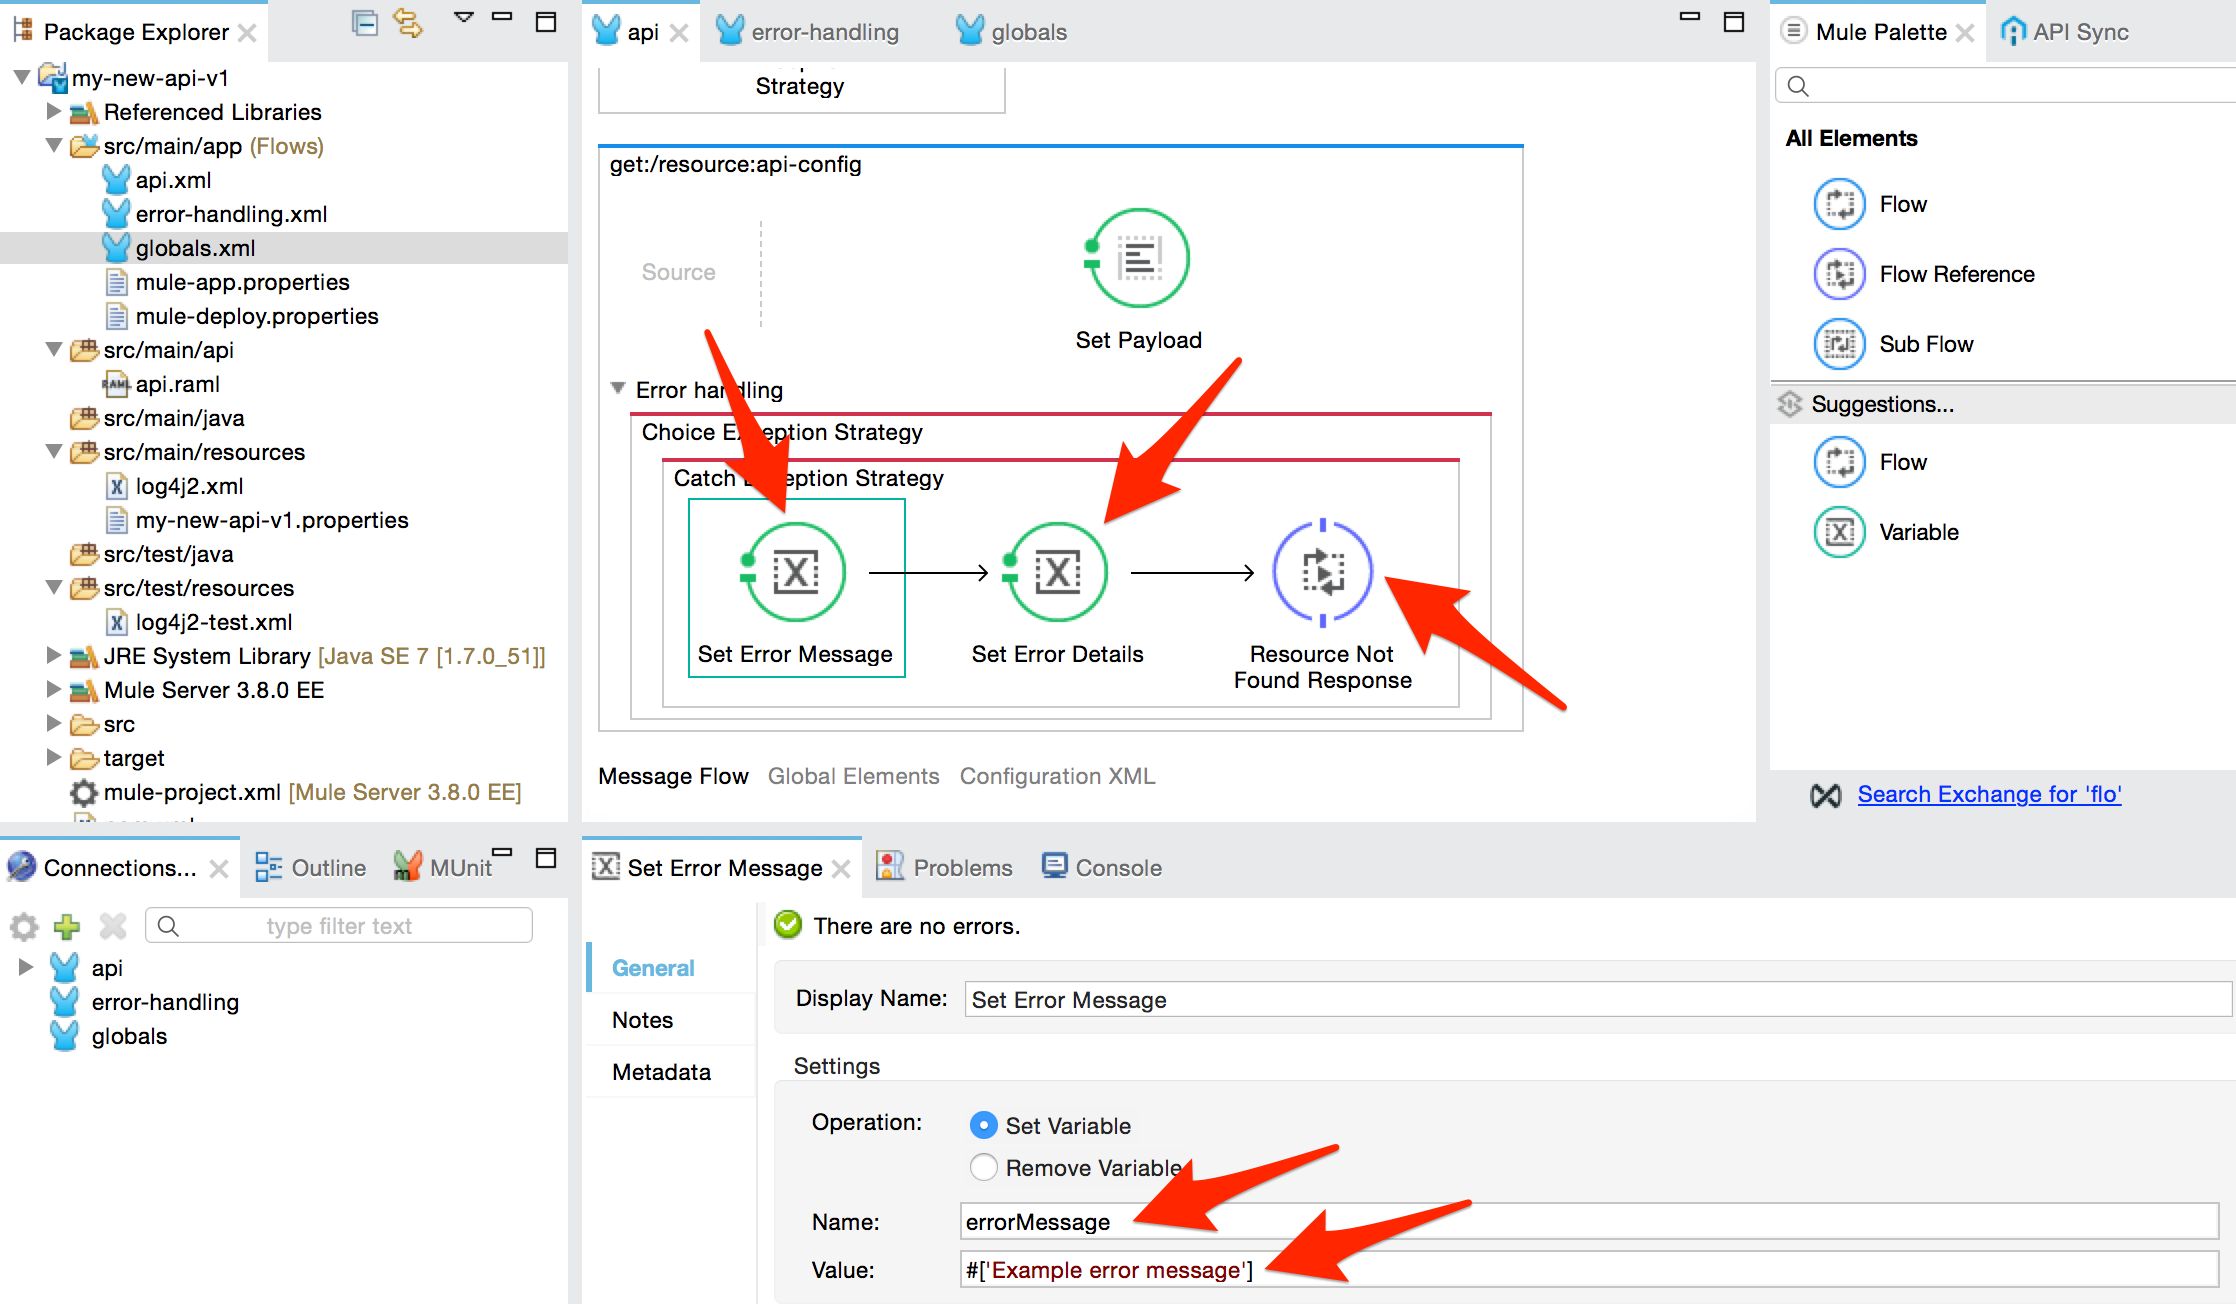 Package Explorer
my-new-api-v1
Referenced Libraries
src/main/app (Flows)
api.xml
error-handling.xml
globals.xml
mule-app.properties
mule-deploy.properties
src/main/api
RAML api.raml
src/main/java
src/main/resources
log4j2.xml
my-new-api-v1.properties
src/test/java
src/test/resources
log4j2-test.xml
JRE System Library [Java SE 7 [1.7.0_51]]
Mule Server 3.8.0 EE
src
target
mule-project.xml [Mule Server 3.8.0 EE]
api
error-handling
globals
Strategy
get:/resource:api-config
Source
Set Payload
Error handling
Choice Exception Strategy
Catch Exception Strategy
Set Error Message
Set Error Details
Resource Not
Found Response
Message Flow Global Elements Configuration XML
Mule Palette
API Sync
All Elements
Flow
Flow Reference
Sub Flow
Suggestions...
Flow
Variable
Search Exchange for 'flo'
Connections...
Outline
MUnit
type filter text
api
error-handling
globals
Set Error Message
Problems
Console
There are no errors.
General
Notes
Metadata
Display Name: Set Error Message
Settings
Operation: Set Variable
Remove Variable
Name: errorMessage
Value: #['Example error message']